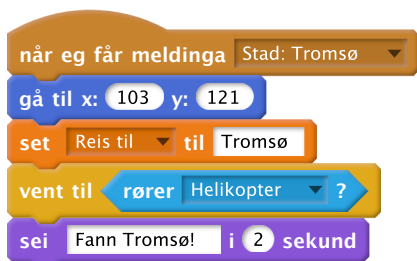 når eg får meldinga Stad: Tromsø
gå til x: 103 y: 121
set Reis til til Tromsø
vent til rører Helikopter ?
sei Fann Tromsø! i 2 sekund